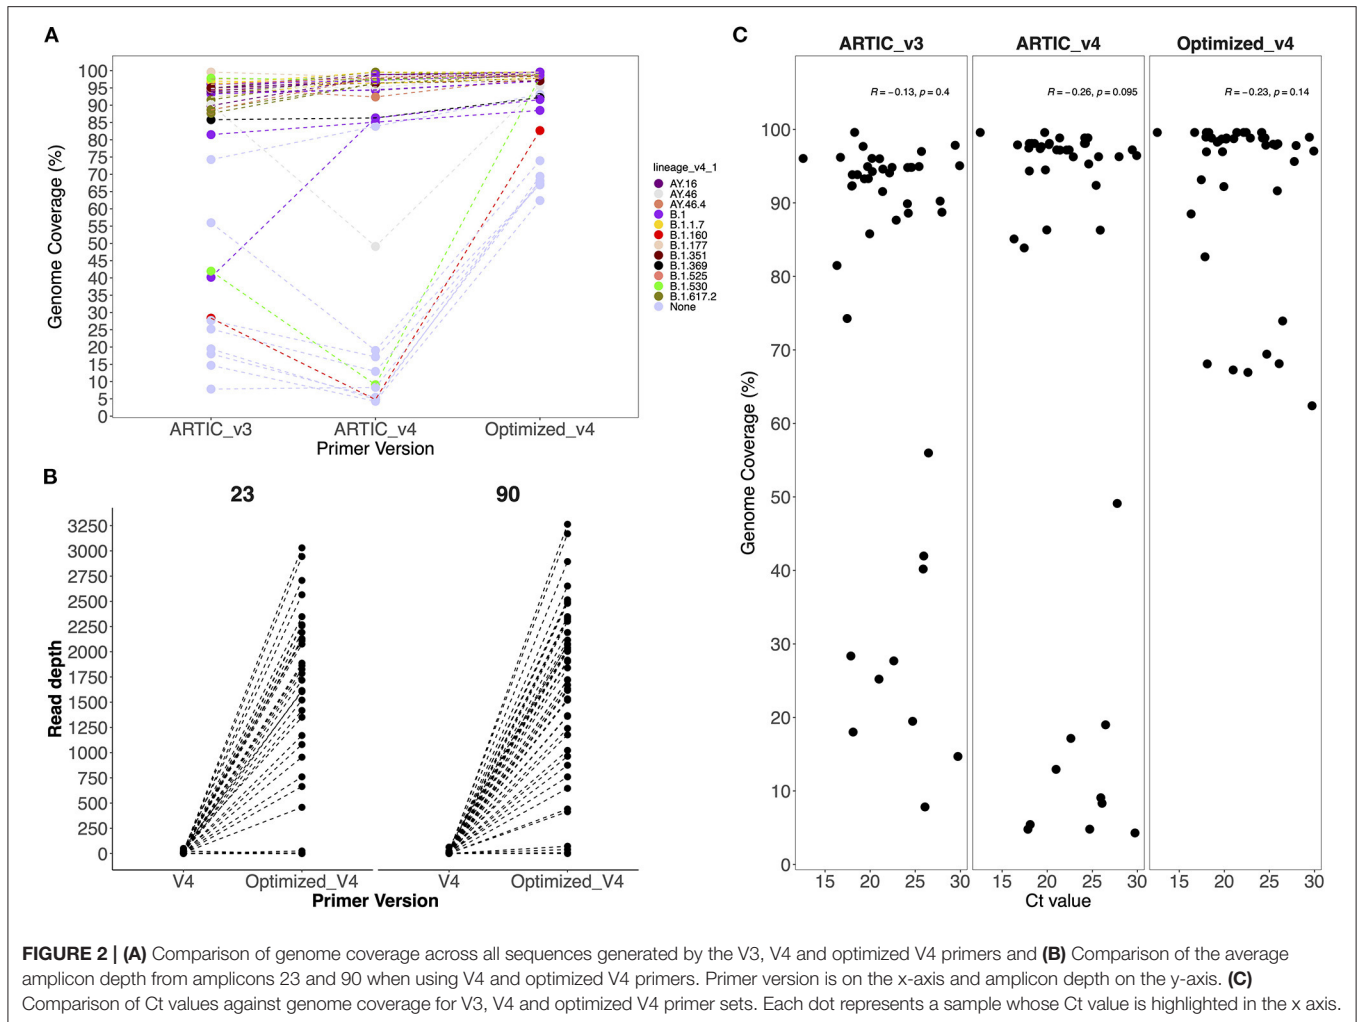 A
100
95
90
85
80
75
70
65
60
55
50
45
40
35
30
25
20
15
10
5
0
Genome Coverage (%)
ARTIC_v3 ARTIC_v4 Optimized_v4
Primer Version
lineage_v4_1
AY.16
AY.46
AY.46.4
B.1
B.1.1.7
B.1.160
B.1.177
B.1.351
B.1.369
B.1.525
B.1.530
B.1.617.2
None
B
23 90
3250
3000
2750
2500
2250
2000
1750
1500
1250
1000
750
500
250
0
Read depth
V4 Optimized_V4 V4 Optimized_V4
Primer Version
C
ARTIC_v3 ARTIC_v4 Optimized_v4
R = −0.13, p = 0.4 R = −0.26, p = 0.095 R = −0.23, p = 0.14
100
90
80
70
60
50
40
30
20
10
0
Genome Coverage (%)
15 20 25 30 15 20 25 30 15 20 25 30
Ct value
FIGURE 2 | (A) Comparison of genome coverage across all sequences generated by the V3, V4 and optimized V4 primers and (B) Comparison of the average
amplicon depth from amplicons 23 and 90 when using V4 and optimized V4 primers. Primer version is on the x-axis and amplicon depth on the y-axis. (C)
Comparison of Ct values against genome coverage for V3, V4 and optimized V4 primer sets. Each dot represents a sample whose Ct value is highlighted in the x axis.